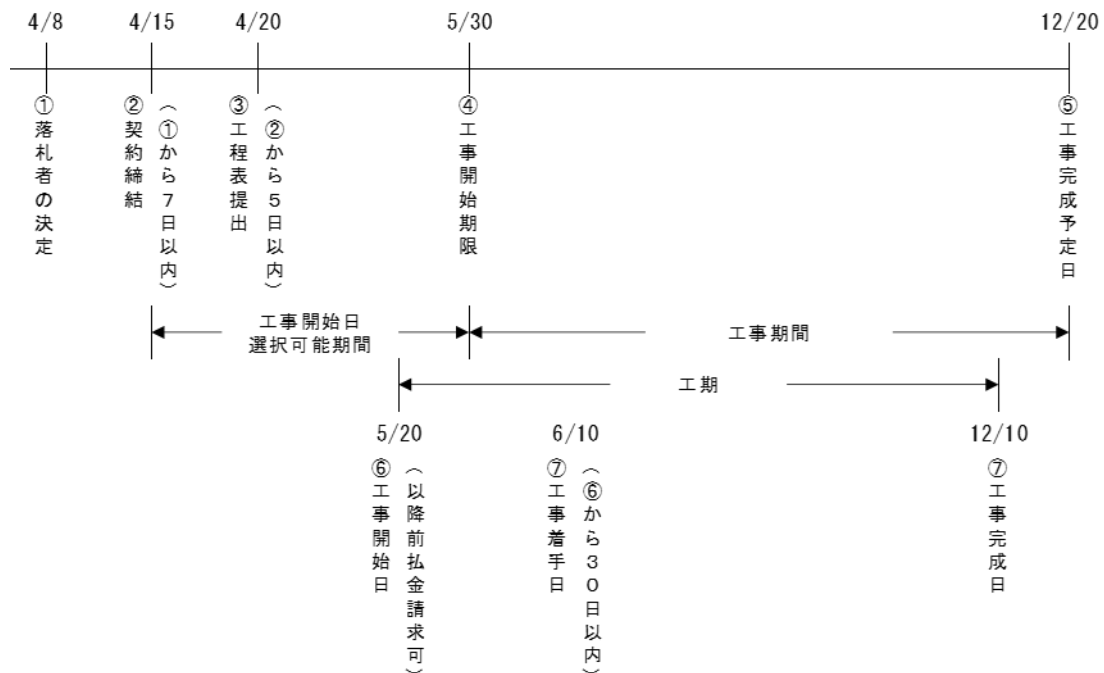 4/8
4/15
4/20
5/30
12/20
①落札者の決定
②契約締結
（①から７日以内）
③工程表提出
（②から５日以内）
④工事開始期限
⑤工事完成予定日
工事開始日
選択可能期間
工事期間
工期
5/20
6/10
12/10
⑥工事開始日
（以降前払金請求可）
⑦工事着手日
（⑥から３０日以内）
⑦工事完成日